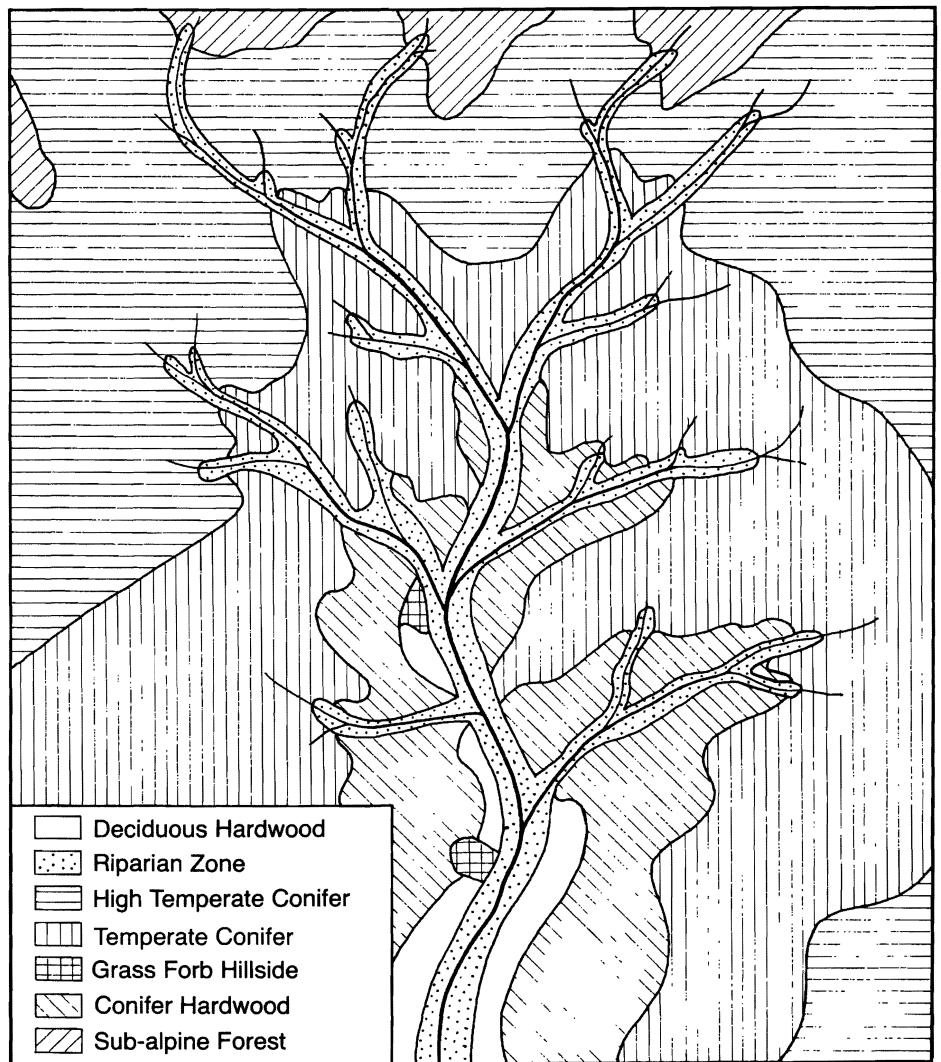 Deciduous Hardwood
Riparian Zone
High Temperate Conifer
Temperate Conifer
Grass Forb Hillside
Conifer Hardwood
Sub-alpine Forest